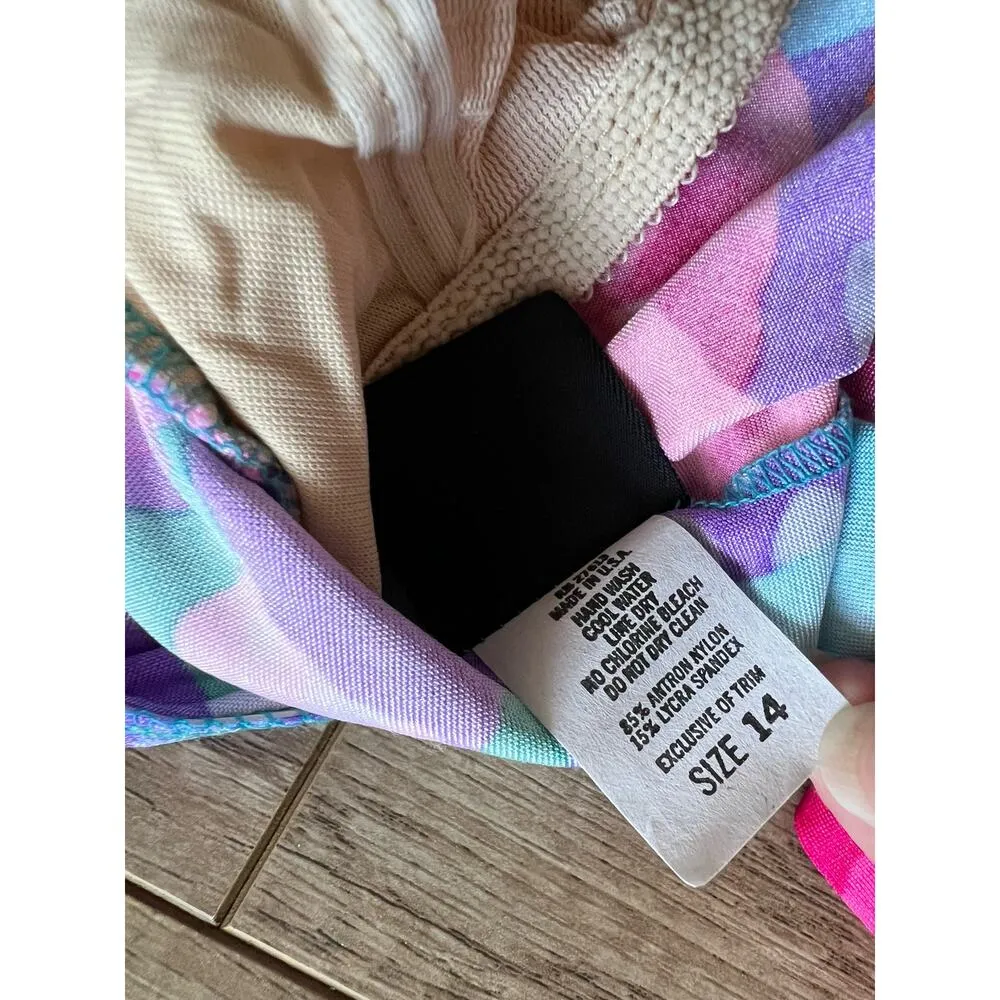 MADE IN U.S.A.
HAND WASH
COOL WATER
LINE DRY
NO CHLORINE BLEACH
DO NOT DRY CLEAN
85% ANTRON NYLON
15% LYCRA SPANDEX
EXCLUSIVE OF TRIM
SIZE 14